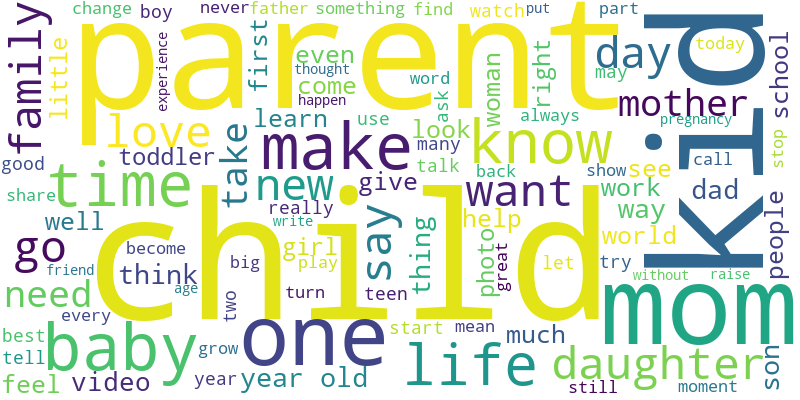 change
boy
never
father
something
find
watch
put
part
family
little
parent
experience
first
even
thought
come
happen
word
ask
woman
right
day
may
today
kid
school
mother
love
learn
use
look
many
always
know
pregnancy
stop
good
toddler
take
make
talk
back
show
call
see
share
time
new
give
want
work
dad
way
people
well
really
write
say
thing
help
photo
great
world
go
become
think
girl
play
child
let
try
without
raise
friend
age
big
two
turn
teen
need
every
mom
best
baby
one
start
mean
much
tell
grow
life
daughter
son
feel
video
year
year old
still
moment